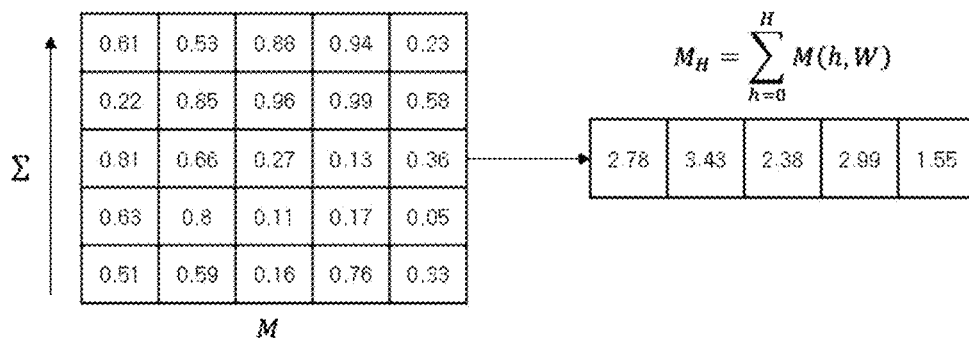 0.61 0.53 0.88 0.94 0.23
0.22 0.85 0.96 0.99 0.58
0.81 0.66 0.27 0.13 0.36
0.63 0.8 0.11 0.17 0.05
0.51 0.59 0.16 0.76 0.33
Σ
M
M_H = \sum_{h=0}^{H} M(h, W)
2.78 3.43 2.38 2.99 1.55